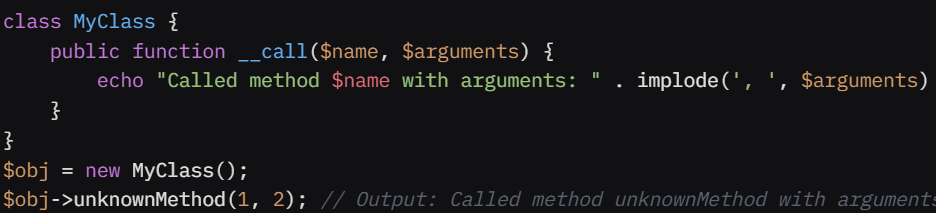 class MyClass {
    public function __call($name, $arguments) {
        echo "Called method $name with arguments: " . implode(', ', $arguments)
    }
}
$obj = new MyClass();
$obj->unknownMethod(1, 2); // Output: Called method unknownMethod with arguments